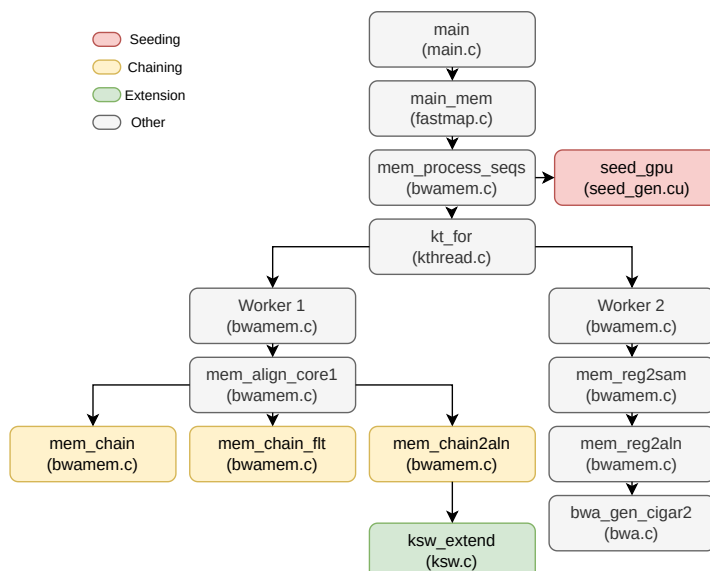 Seeding
Chaining
Extension
Other
main
(main.c)
main_mem
(fastmap.c)
mem_process_seqs
(bwamem.c)
seed_gpu
(seed_gen.cu)
kt_for
(kthread.c)
Worker 1
(bwamem.c)
Worker 2
(bwamem.c)
mem_align_core1
(bwamem.c)
mem_reg2sam
(bwamem.c)
mem_chain
(bwamem.c)
mem_chain_flt
(bwamem.c)
mem_chain2aln
(bwamem.c)
mem_reg2aln
(bwamem.c)
bwa_gen_cigar2
(bwa.c)
ksw_extend
(ksw.c)